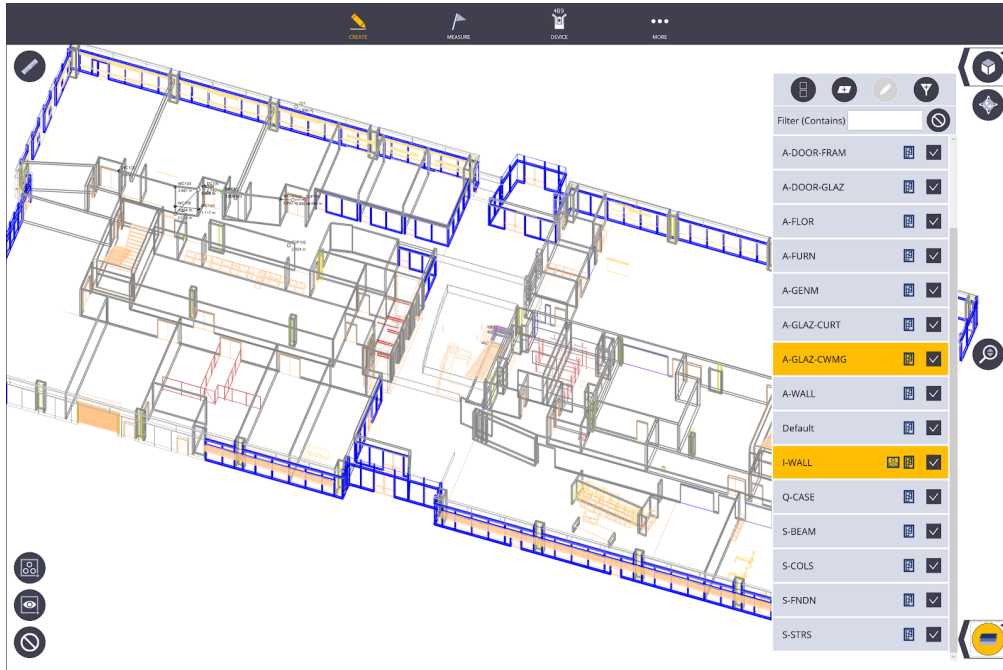 +89
CREATE
MEASURE
DEVICE
MORE
Filter (Contains)
A-DOOR-FRAM
A-DOOR-GLAZ
A-FLOR
A-FURN
A-GENM
A-GLAZ-CURT
A-GLAZ-CWMG
A-WALL
Default
I-WALL
Q-CASE
S-BEAM
S-COLS
S-FNDN
S-STRS